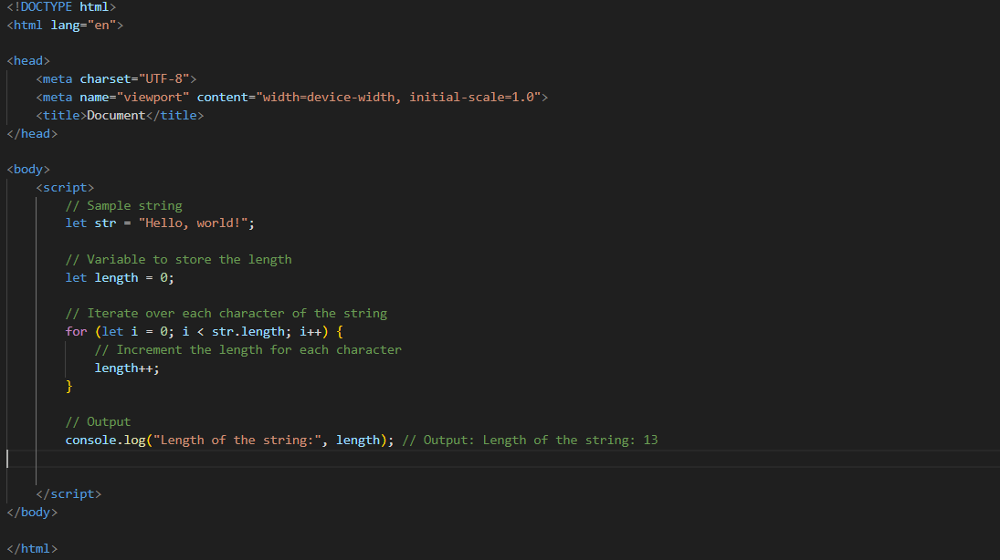 <!DOCTYPE html>
<html lang="en">
<head>
    <meta charset="UTF-8">
    <meta name="viewport" content="width=device-width, initial-scale=1.0">
    <title>Document</title>
</head>
<body>
    <script>
        // Sample string
        let str = "Hello, world!";
        // Variable to store the length
        let length = 0;
        // Iterate over each character of the string
        for (let i = 0; i < str.length; i++) {
            // Increment the length for each character
            length++;
        }
        // Output
        console.log("Length of the string:", length); // Output: Length of the string: 13
    </script>
</body>
</html>